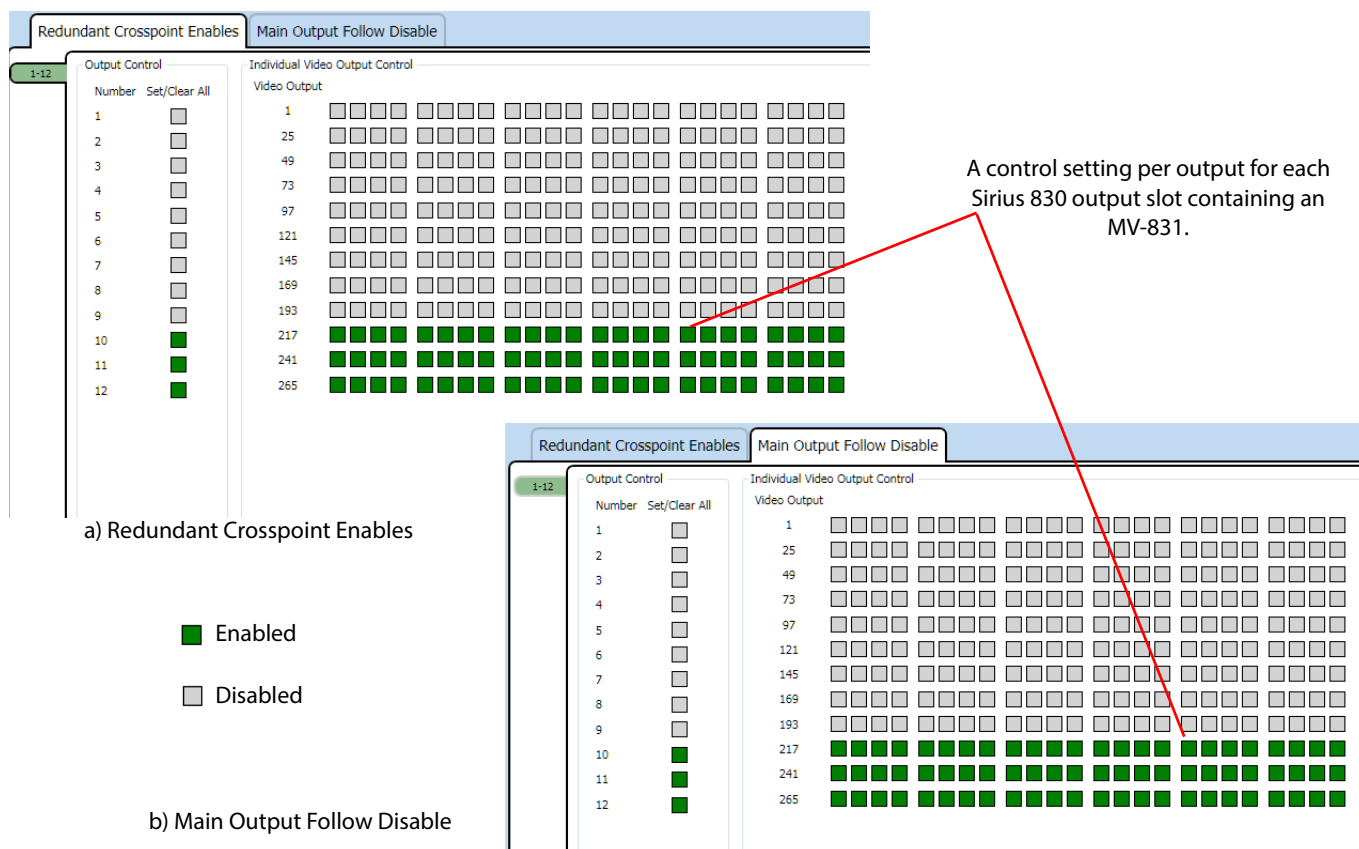 Redundant Crosspoint Enables Main Output Follow Disable
1-12
Output Control Individual Video Output Control
Number Set/Clear All Video Output
1 1
2 25
3 49
4 73
5 97
6 121
7 145
8 169
9 193
10 217
11 241
12 265
A control setting per output for each
Sirius 830 output slot containing an
MV-831.
a) Redundant Crosspoint Enables
Enabled
Disabled
Redundant Crosspoint Enables Main Output Follow Disable
1-12
Output Control Individual Video Output Control
Number Set/Clear All Video Output
1 1
2 25
3 49
4 73
5 97
6 121
7 145
8 169
9 193
10 217
11 241
12 265
b) Main Output Follow Disable